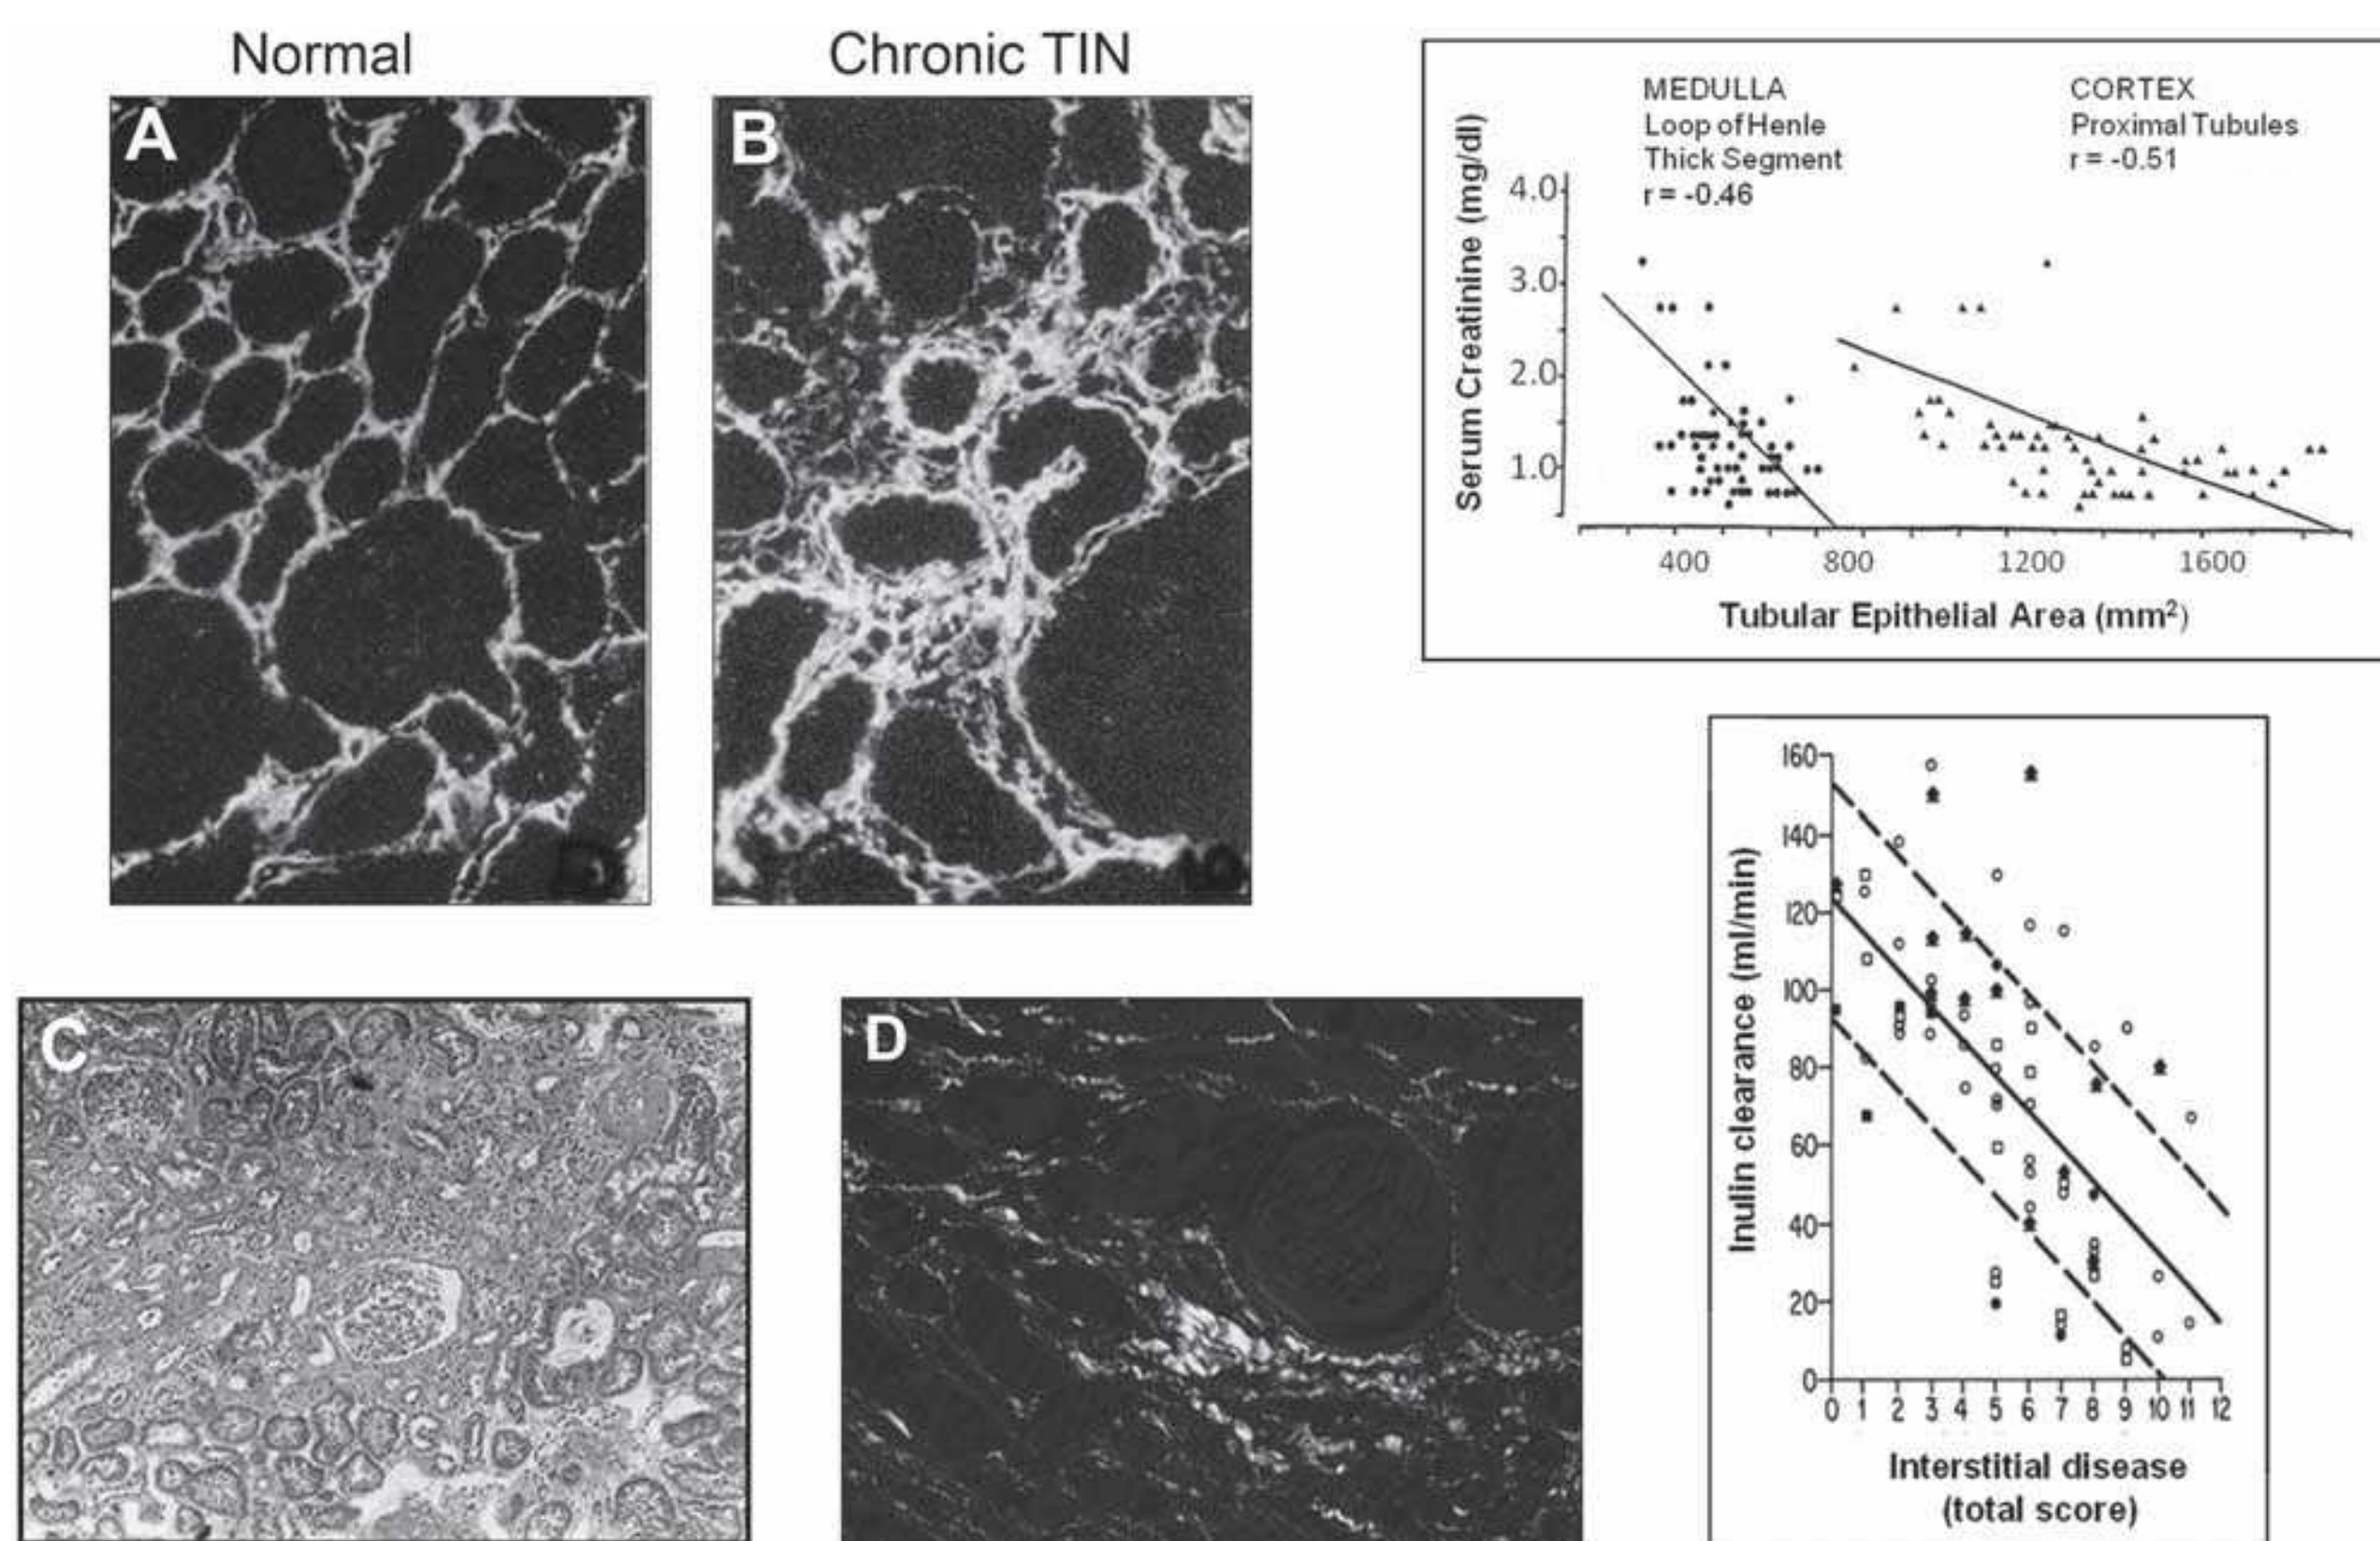 Normal
Chronic TIN
A
B
MEDULLA
Loop of Henle
Thick Segment
r = -0.46
CORTEX
Proximal Tubules
r = -0.51
Serum Creatinine (mg/dl)
4.0
3.0
2.0
1.0
400 800 1200 1600
Tubular Epithelial Area (mm²)
C
D
Inulin clearance (ml/min)
160
140
120
100
80
60
40
20
0
0 1 2 3 4 5 6 7 8 9 10 11 12
Interstitial disease
(total score)